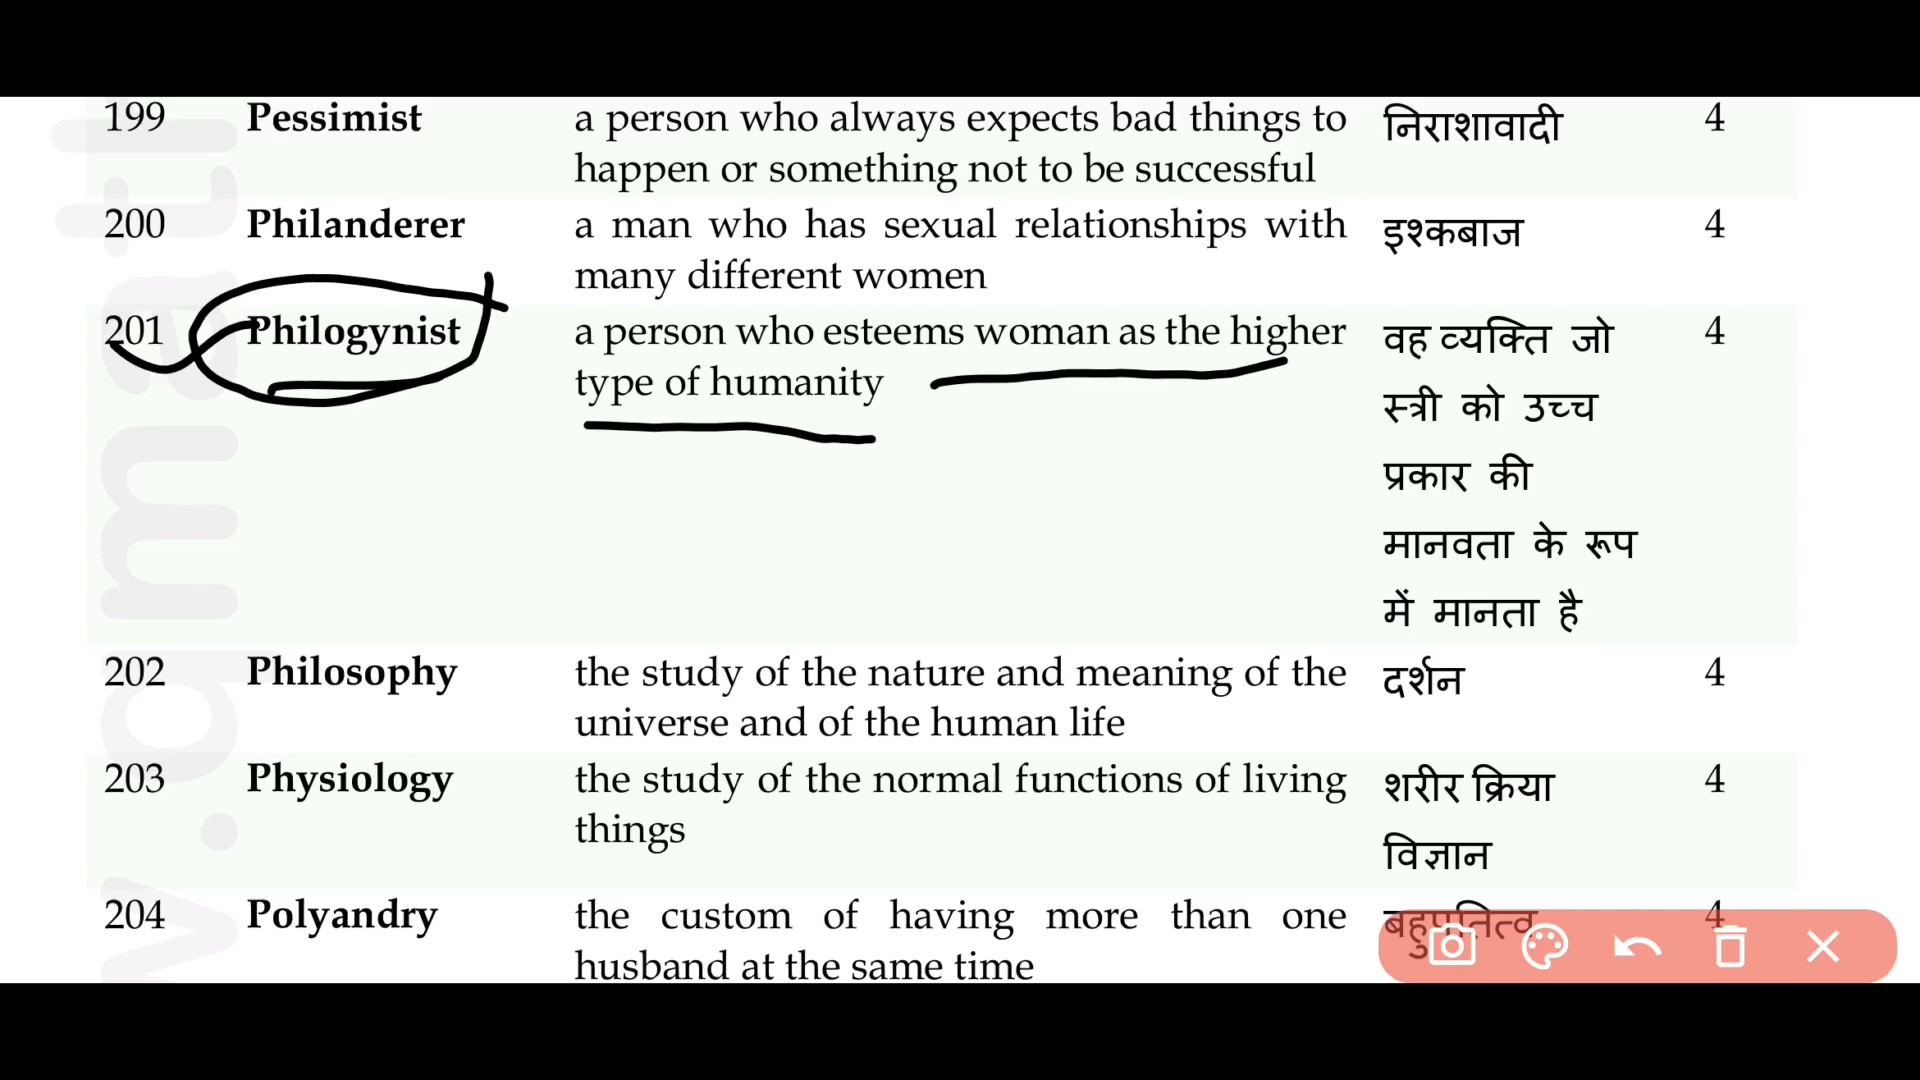 199 Pessimist a person who always expects bad things to निराशावादी 4
happen or something not to be successful
200 Philanderer a man who has sexual relationships with इश्कबाज 4
many different women
201 Philogynist a person who esteems woman as the higher वह व्यक्ति जो 4
type of humanity
स्त्री को उच्च
प्रकार की
मानवता के रूप
में मानता है
202 Philosophy the study of the nature and meaning of the दर्शन 4
universe and of the human life
203 Physiology the study of the normal functions of living शरीर क्रिया 4
things
विज्ञान
204 Polyandry the custom of having more than one बहुपतित्व 4
husband at the same time